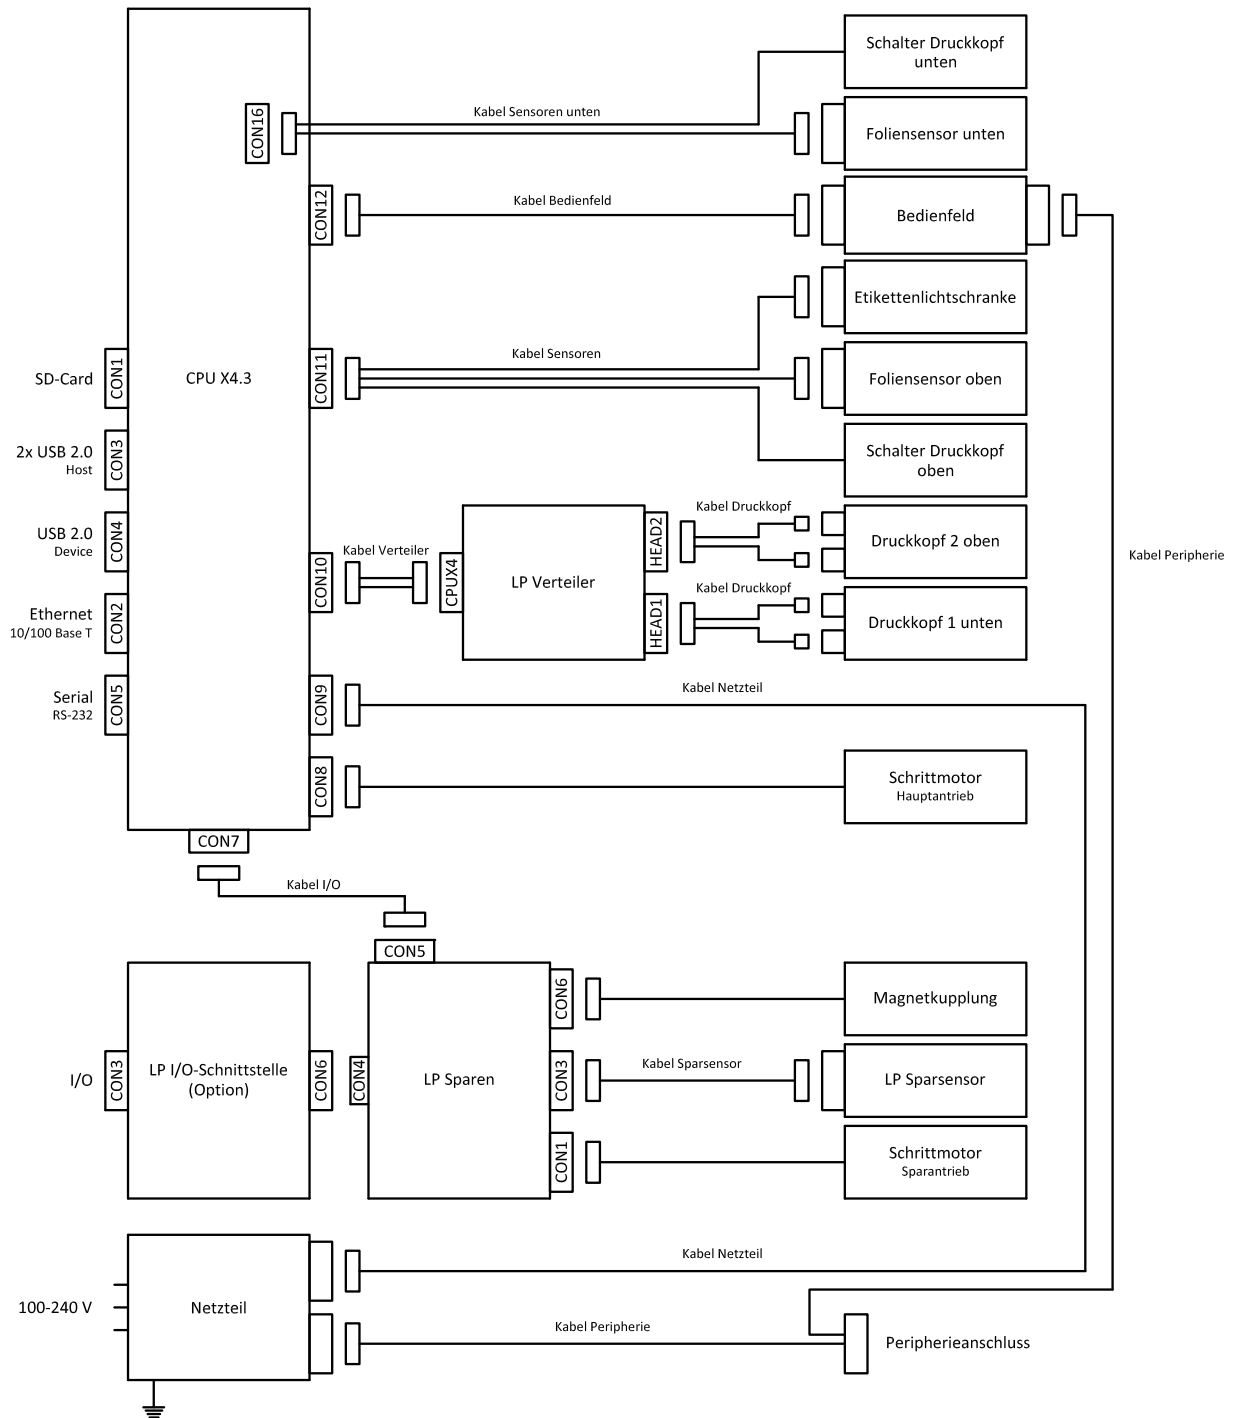 Schalter Druckkopf
unten
Kabel Sensoren unten
CON16
Foliensensor unten
Kabel Bedienfeld
CON12
Bedienfeld
Etikettenlichtschranke
Kabel Sensoren
SD-Card
CON1
CPU X4.3
CON11
Foliensensor oben
2x USB 2.0
Host
CON3
Schalter Druckkopf
oben
Kabel Druckkopf
USB 2.0
Device
CON4
HEAD2
Druckkopf 2 oben
Kabel Verteiler
Kabel Peripherie
CON10
CPUX4
LP Verteiler
Kabel Druckkopf
Ethernet
10/100 Base T
CON2
HEAD1
Druckkopf 1 unten
Serial
RS-232
CON5
CON9
Kabel Netzteil
CON8
Schrittmotor
Hauptantrieb
CON7
Kabel I/O
CON5
CON6
Magnetkupplung
I/O
CON3
LP I/O-Schnittstelle
(Option)
CON6
CON4
LP Sparen
CON3
Kabel Sparsensor
LP Sparsensor
CON1
Schrittmotor
Sparantrieb
Kabel Netzteil
100-240 V
Netzteil
Kabel Peripherie
Peripherieanschluss